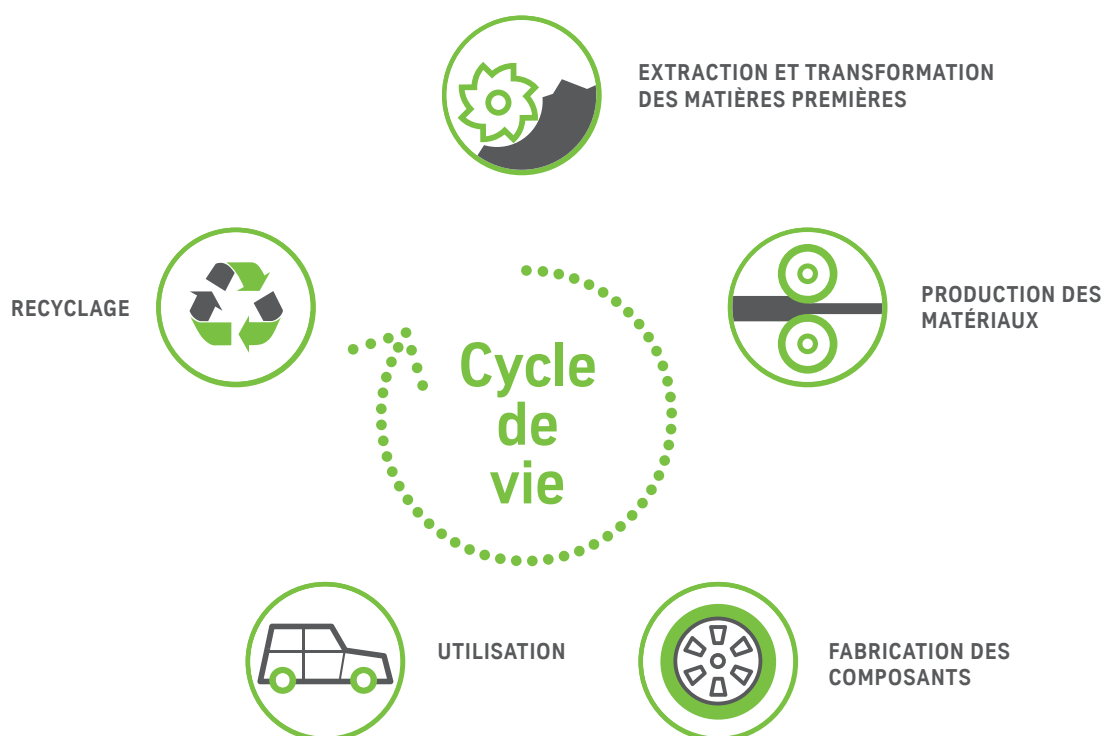 EXTRACTION ET TRANSFORMATION
DES MATIÈRES PREMIÈRES
PRODUCTION DES
MATÉRIAUX
FABRICATION DES
COMPOSANTS
UTILISATION
RECYCLAGE
Cycle
de
vie